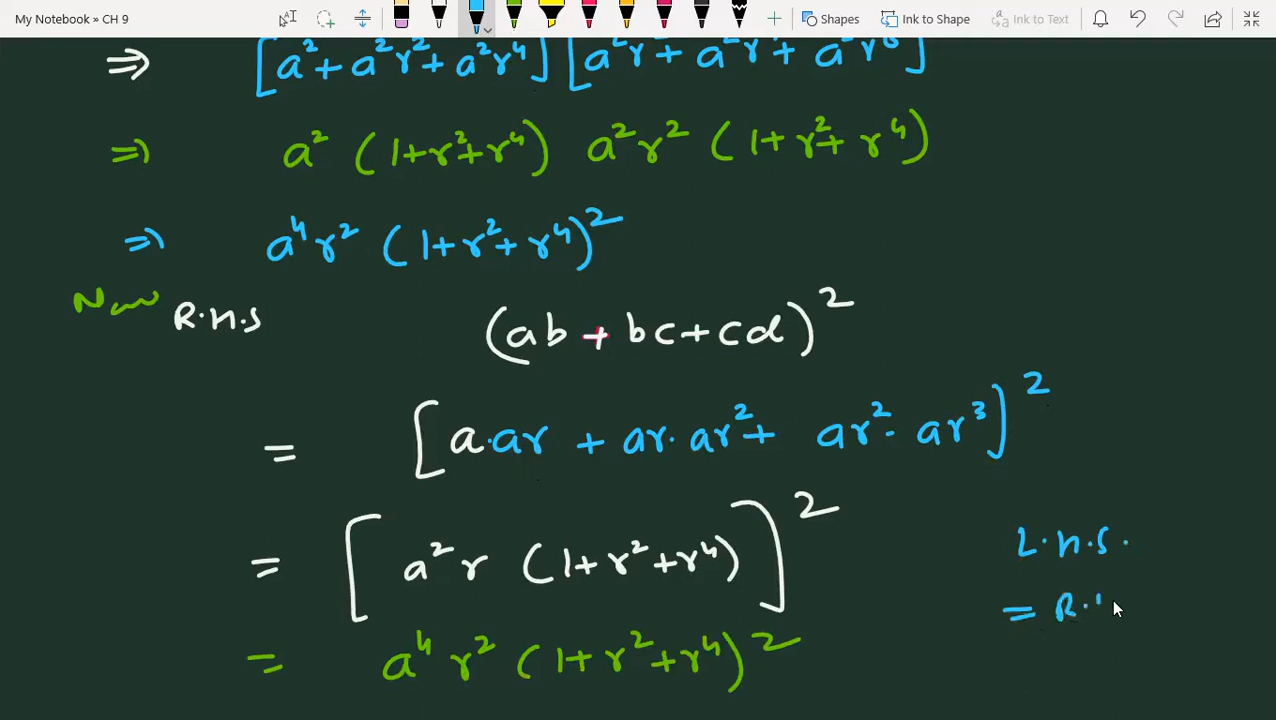 My Notebook » CH 9
Shapes Ink to Shape Ink to Text
⇒ [a²+a²r²+a²r⁴] [a²r²+a²r⁴+a²r⁶]
⇒ a² (1+r²+r⁴) a²r² (1+r²+r⁴)
⇒ a⁴r² (1+r²+r⁴)²
Now R.H.S (ab + bc+cd)²
= [a·ar + ar·ar²+ ar²·ar³]²
= [a²r (1+r²+r⁴)]²
L.H.S.
= R.
= a⁴ r² (1+r²+r⁴)²